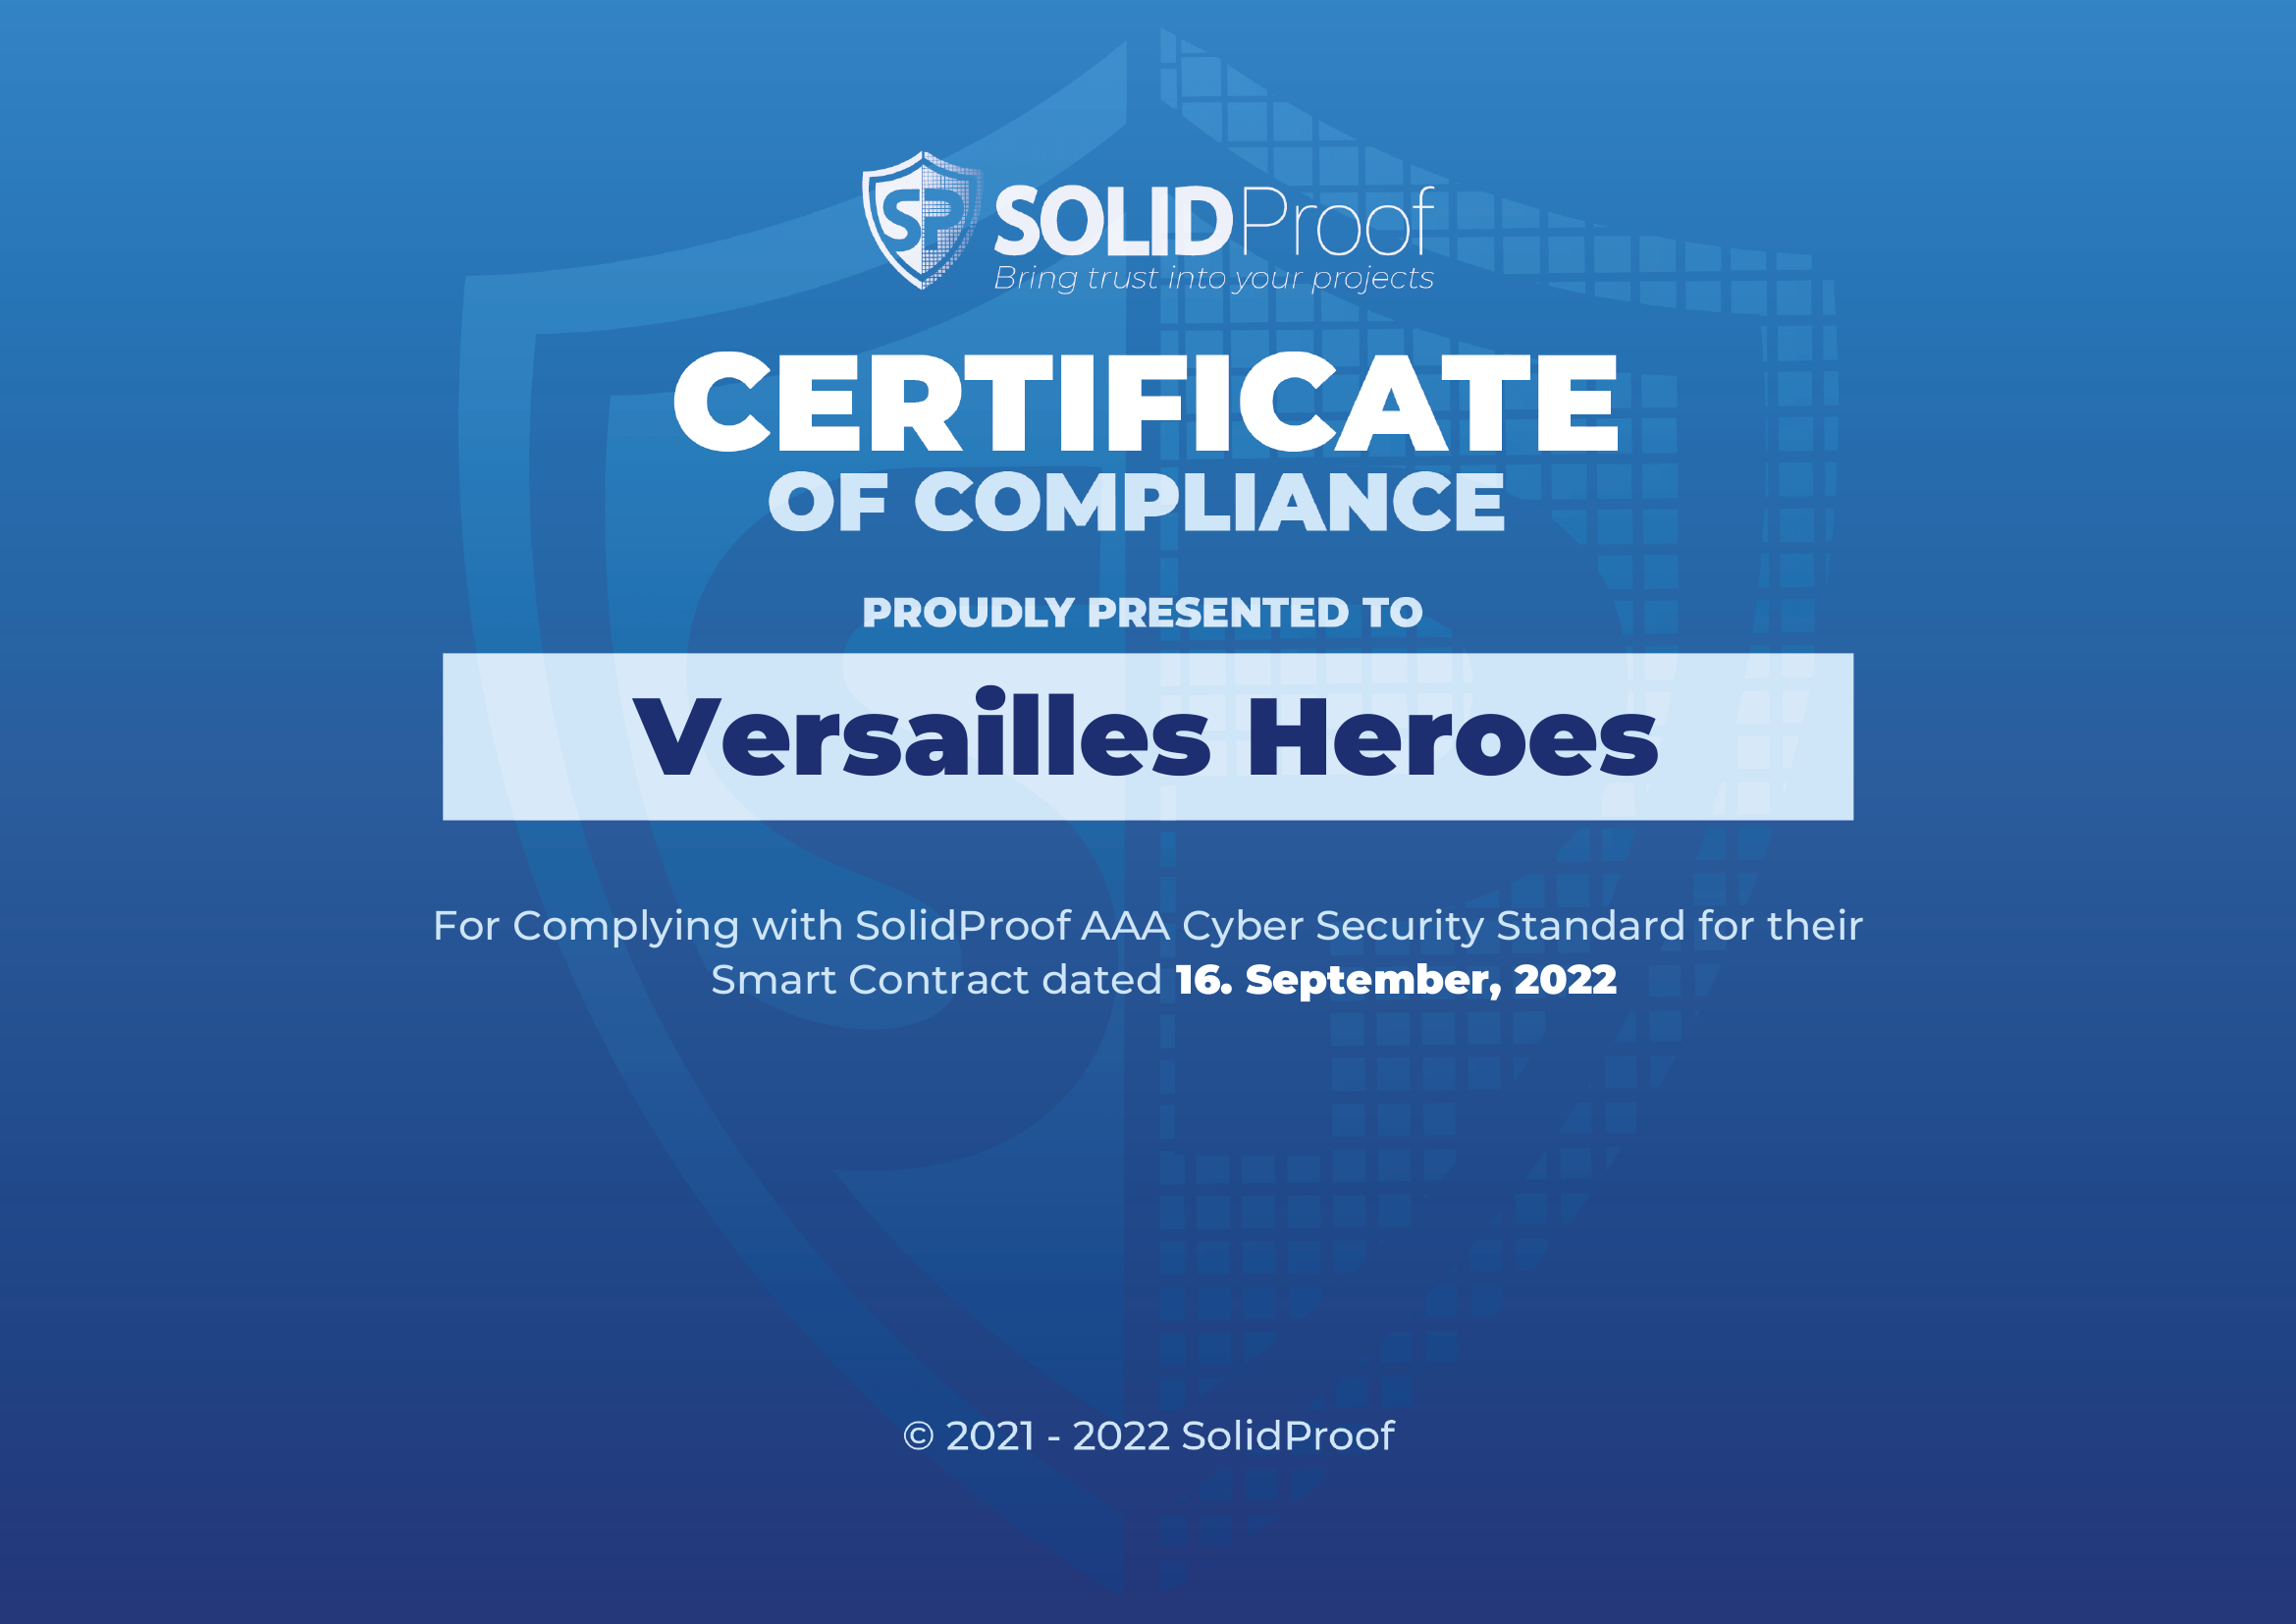 SP SOLIDProof
Bring trust into your projects
CERTIFICATE
OF COMPLIANCE
PROUDLY PRESENTED TO
Versailles Heroes
For Complying with SolidProof AAA Cyber Security Standard for their
Smart Contract dated 16. September, 2022
© 2021 - 2022 SolidProof